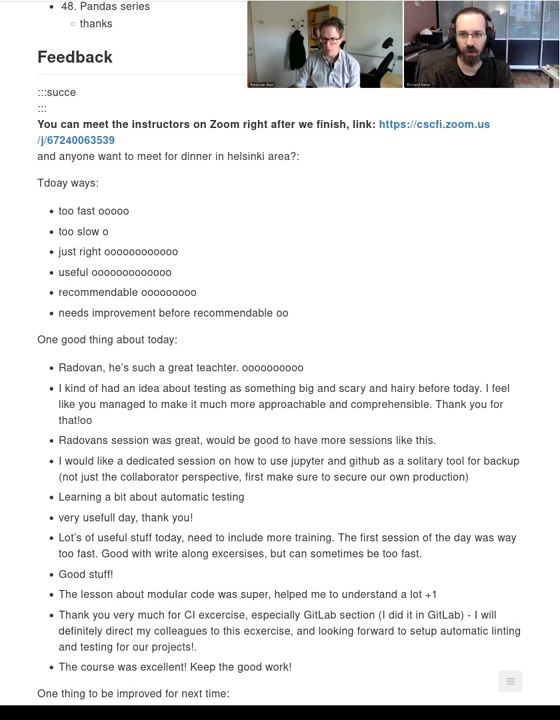 48. Pandas series
thanks
Feedback
:::succe
:::
You can meet the instructors on Zoom right after we finish, link: https://cscfi.zoom.us
/j/67240063539
and anyone want to meet for dinner in helsinki area?:
Tdoay ways:
too fast ooooo
too slow o
just right oooooooooooo
useful ooooooooooooo
recommendable ooooooooo
needs improvement before recommendable oo
One good thing about today:
Radovan, he's such a great teachter. oooooooooo
I kind of had an idea about testing as something big and scary and hairy before today. I feel
like you managed to make it much more approachable and comprehensible. Thank you for
that!oo
Radovans session was great, would be good to have more sessions like this.
I would like a dedicated session on how to use jupyter and github as a solitary tool for backup
(not just the collaborator perspective, first make sure to secure our own production)
Learning a bit about automatic testing
very usefull day, thank you!
Lot's of useful stuff today, need to include more training. The first session of the day was way
too fast. Good with write along excersises, but can sometimes be too fast.
Good stuff!
The lesson about modular code was super, helped me to understand a lot +1
Thank you very much for CI excercise, especially GitLab section (I did it in GitLab) - I will
definitely direct my colleagues to this ecxercise, and looking forward to setup automatic linting
and testing for our projects!.
The course was excellent! Keep the good work!
One thing to be improved for next time: